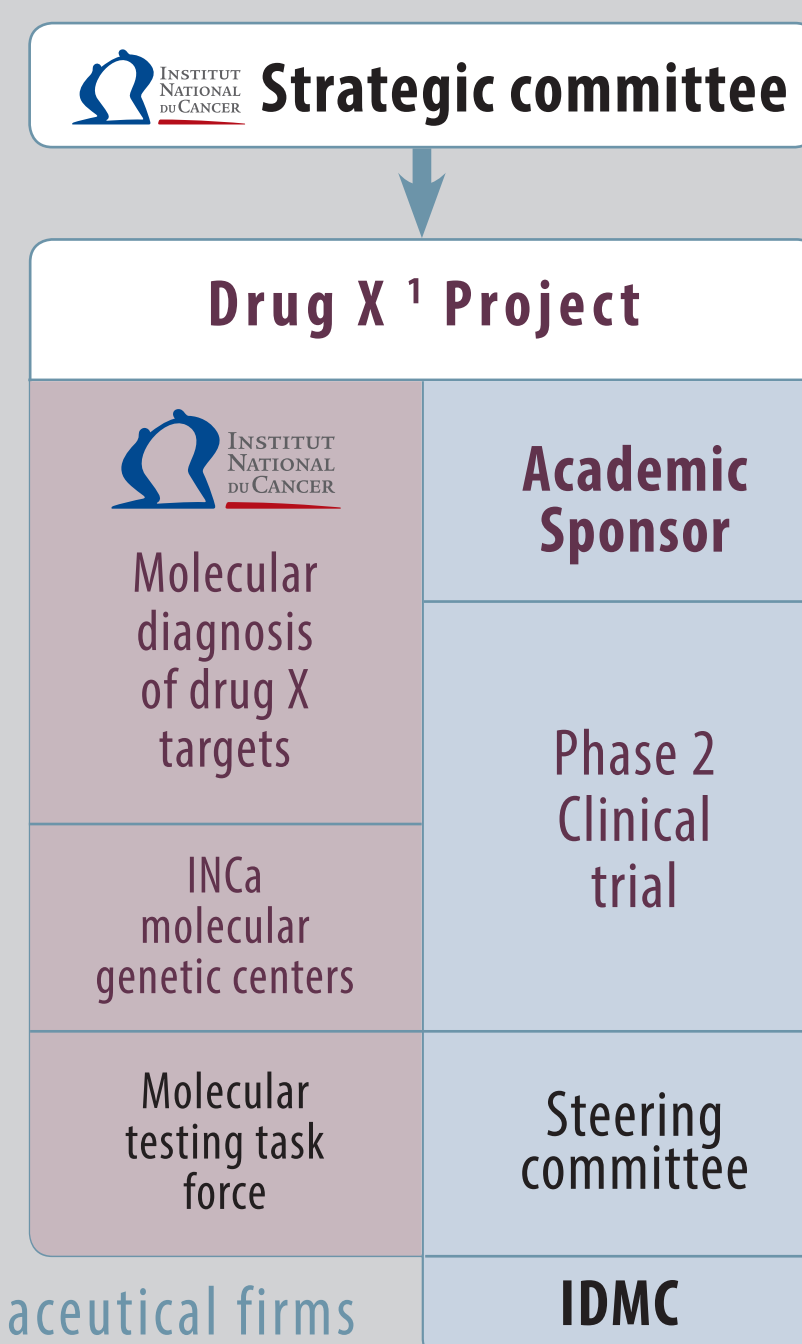 INSTITUT
NATIONAL
DU CANCER
Strategic committee
Drug X ¹ Project
INSTITUT
NATIONAL
DU CANCER
Molecular
diagnosis
of drug X
targets
INCa
molecular
genetic centers
Molecular
testing task
force
Academic
Sponsor
Phase 2
Clinical
trial
Steering
committee
IDMC
aceutical firms